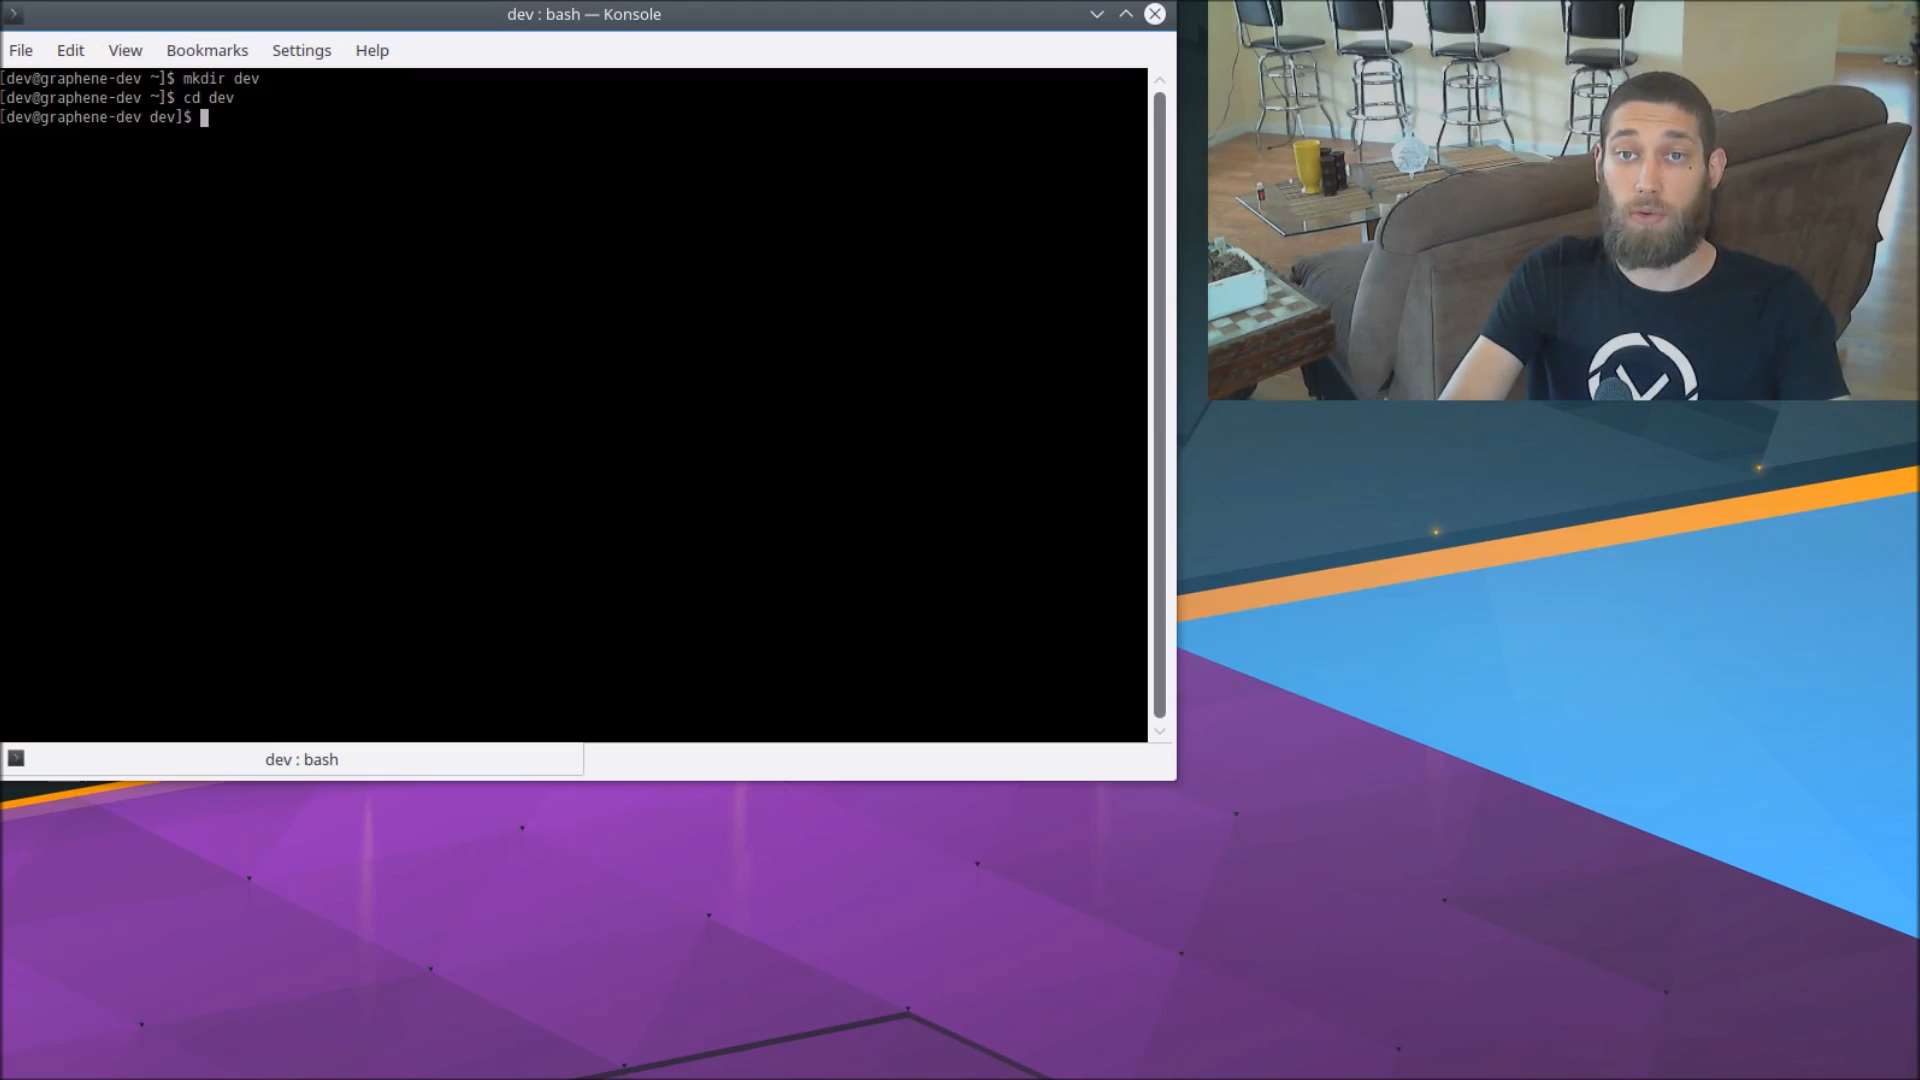 dev : bash — Konsole
File Edit View Bookmarks Settings Help
[dev@graphene-dev ~]$ mkdir dev
[dev@graphene-dev ~]$ cd dev
[dev@graphene-dev dev]$
dev : bash